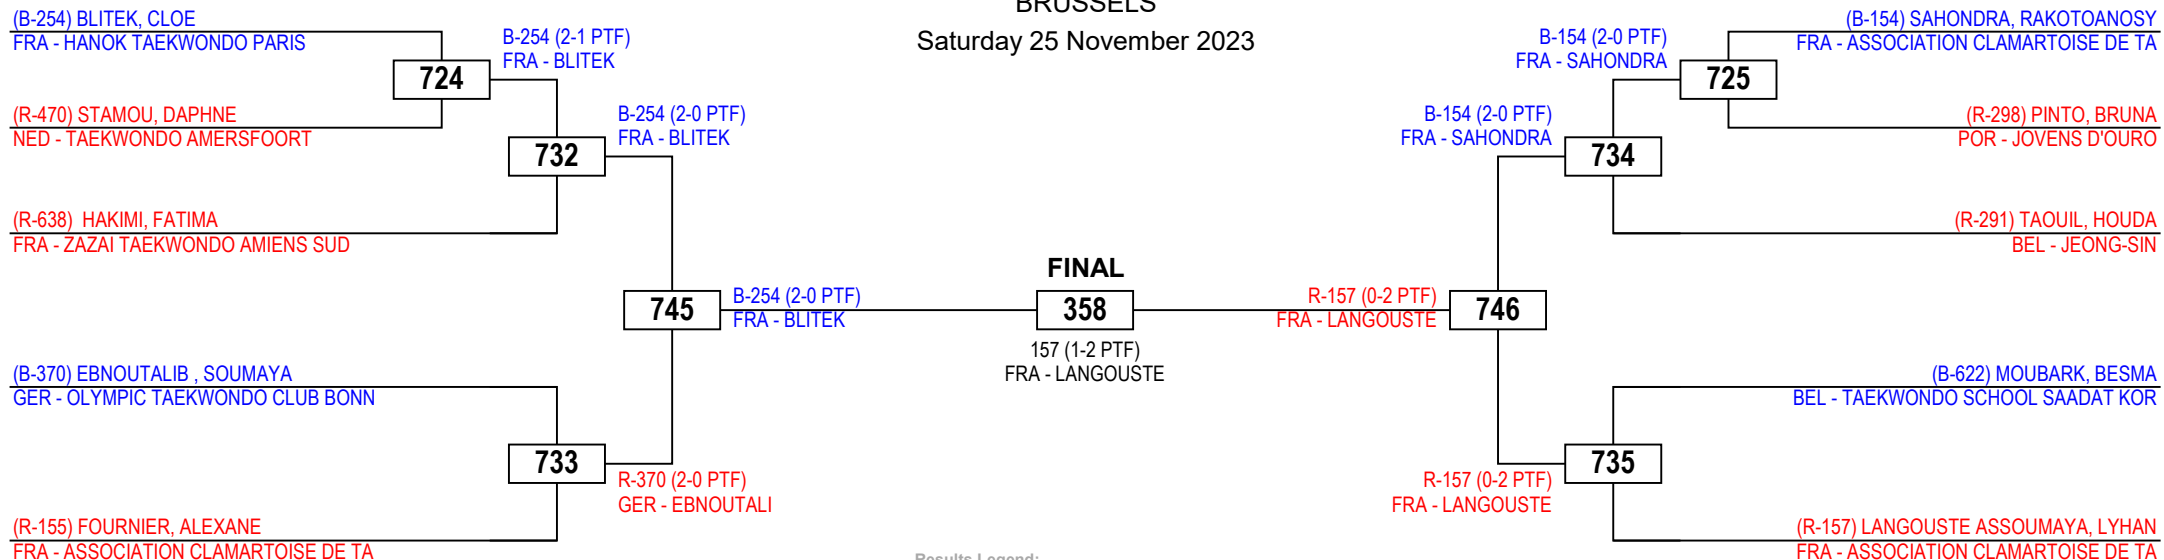 BRUSSELS
Saturday 25 November 2023
(B-254) BLITEK, CLOE
FRA - HANOK TAEKWONDO PARIS
B-254 (2-1 PTF)
FRA - BLITEK
724
(R-470) STAMOU, DAPHNE
NED - TAEKWONDO AMERSFOORT
B-254 (2-0 PTF)
FRA - BLITEK
732
(R-638) HAKIMI, FATIMA
FRA - ZAZAI TAEKWONDO AMIENS SUD
745
B-254 (2-0 PTF)
FRA - BLITEK
(B-370) EBNOUTALIB , SOUMAYA
GER - OLYMPIC TAEKWONDO CLUB BONN
733
R-370 (2-0 PTF)
GER - EBNOUTALI
(R-155) FOURNIER, ALEXANE
FRA - ASSOCIATION CLAMARTOISE DE TA
FINAL
358
157 (1-2 PTF)
FRA - LANGOUSTE
(B-154) SAHONDRA, RAKOTOANOSY
FRA - ASSOCIATION CLAMARTOISE DE TA
B-154 (2-0 PTF)
FRA - SAHONDRA
725
(R-298) PINTO, BRUNA
POR - JOVENS D'OURO
B-154 (2-0 PTF)
FRA - SAHONDRA
734
(R-291) TAOUIL, HOUDA
BEL - JEONG-SIN
R-157 (0-2 PTF)
FRA - LANGOUSTE
746
(B-622) MOUBARK, BESMA
BEL - TAEKWONDO SCHOOL SAADAT KOR
735
R-157 (0-2 PTF)
FRA - LANGOUSTE
(R-157) LANGOUSTE ASSOUMAYA, LYHAN
FRA - ASSOCIATION CLAMARTOISE DE TA
Results Legend: